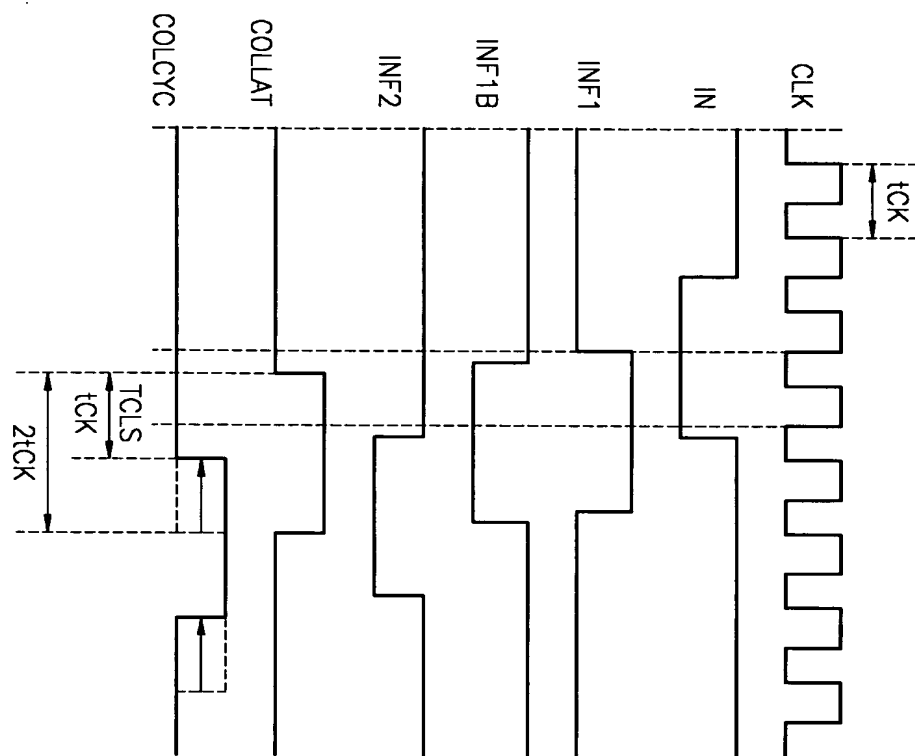 tCK
CLK
IN
INF1
INF1B
INF2
COLLAT
COLCYC
TCLS
tCK
2tCK